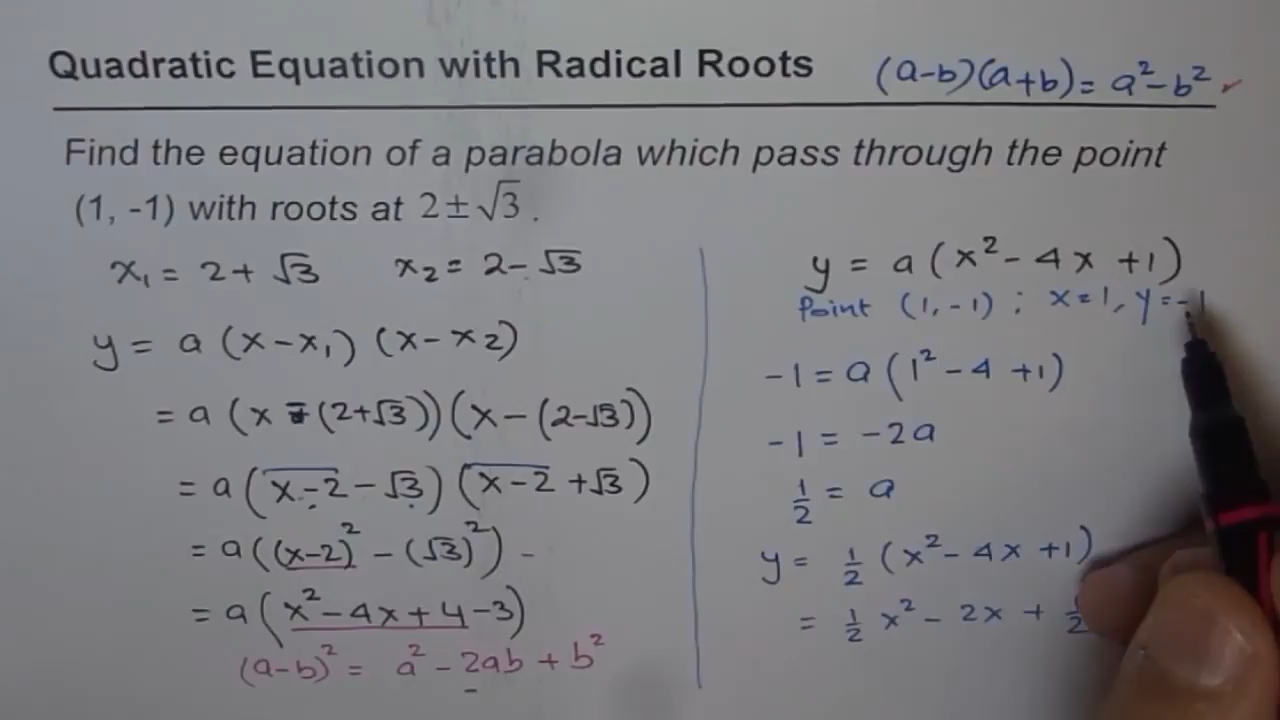 Quadratic Equation with Radical Roots
(a-b)(a+b) = a² - b² ✓
Find the equation of a parabola which pass through the point
(1, -1) with roots at 2 ± √3 .
x₁ = 2 + √3 x₂ = 2 - √3
y = a (x - x₁) (x - x₂)
= a (x - (2+√3)) (x - (2-√3))
= a (x - 2 - √3) (x - 2 + √3)
= a ((x-2)² - (√3)²) -
= a (x² - 4x + 4 - 3)
(a-b)² = a² - 2ab + b²
y = a (x² - 4x + 1)
Point (1, -1) ; x = 1, y = -1
-1 = a (1² - 4 + 1)
-1 = -2a
1/2 = a
y = 1/2 (x² - 4x + 1)
= 1/2 x² - 2x + 1/2